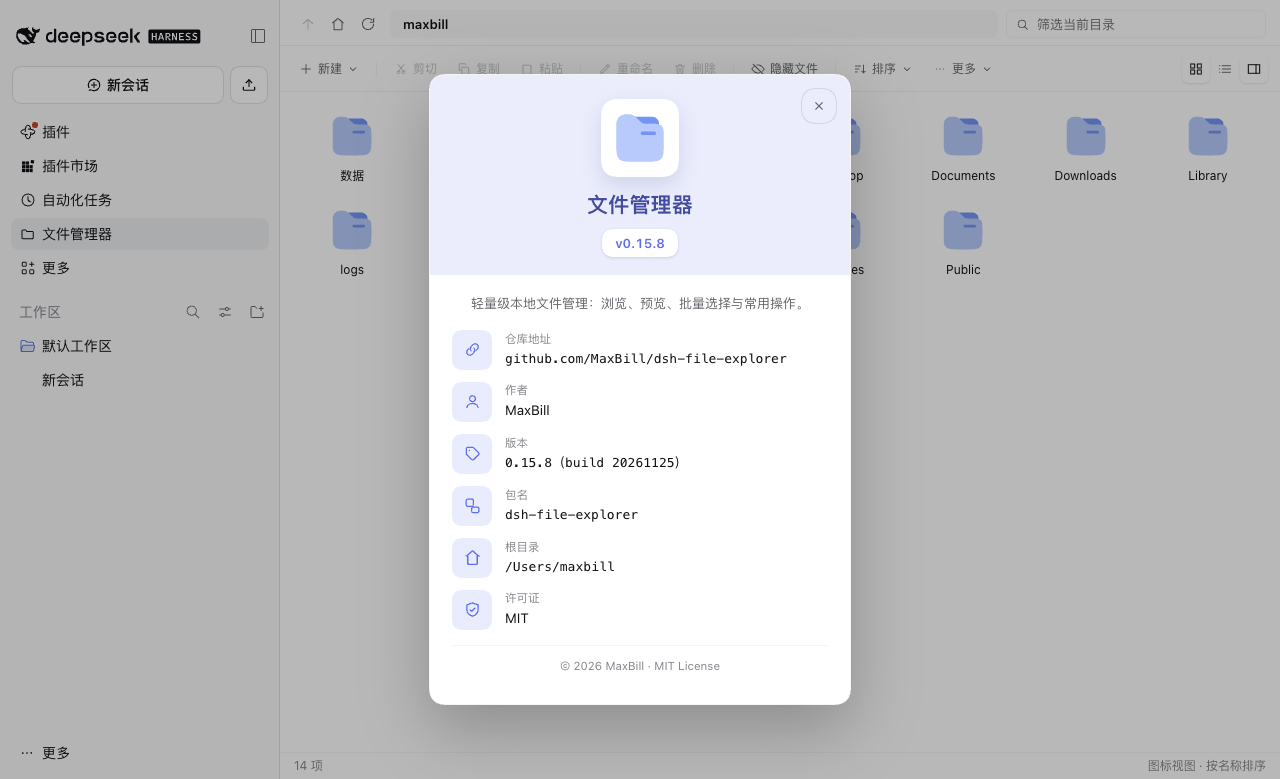 deepseek HARNESS
新会话
插件
插件市场
自动化任务
文件管理器
更多
工作区
默认工作区
新会话
更多
maxbill
筛选当前目录
新建
剪切
复制
粘贴
重命名
删除
隐藏文件
排序
更多
数据
Documents
Downloads
Library
logs
Public
文件管理器
v0.15.8
轻量级本地文件管理：浏览、预览、批量选择与常用操作。
仓库地址
github.com/MaxBill/dsh-file-explorer
作者
MaxBill
版本
0.15.8 (build 20261125)
包名
dsh-file-explorer
根目录
/Users/maxbill
许可证
MIT
© 2026 MaxBill · MIT License
14 项
图标视图 · 按名称排序